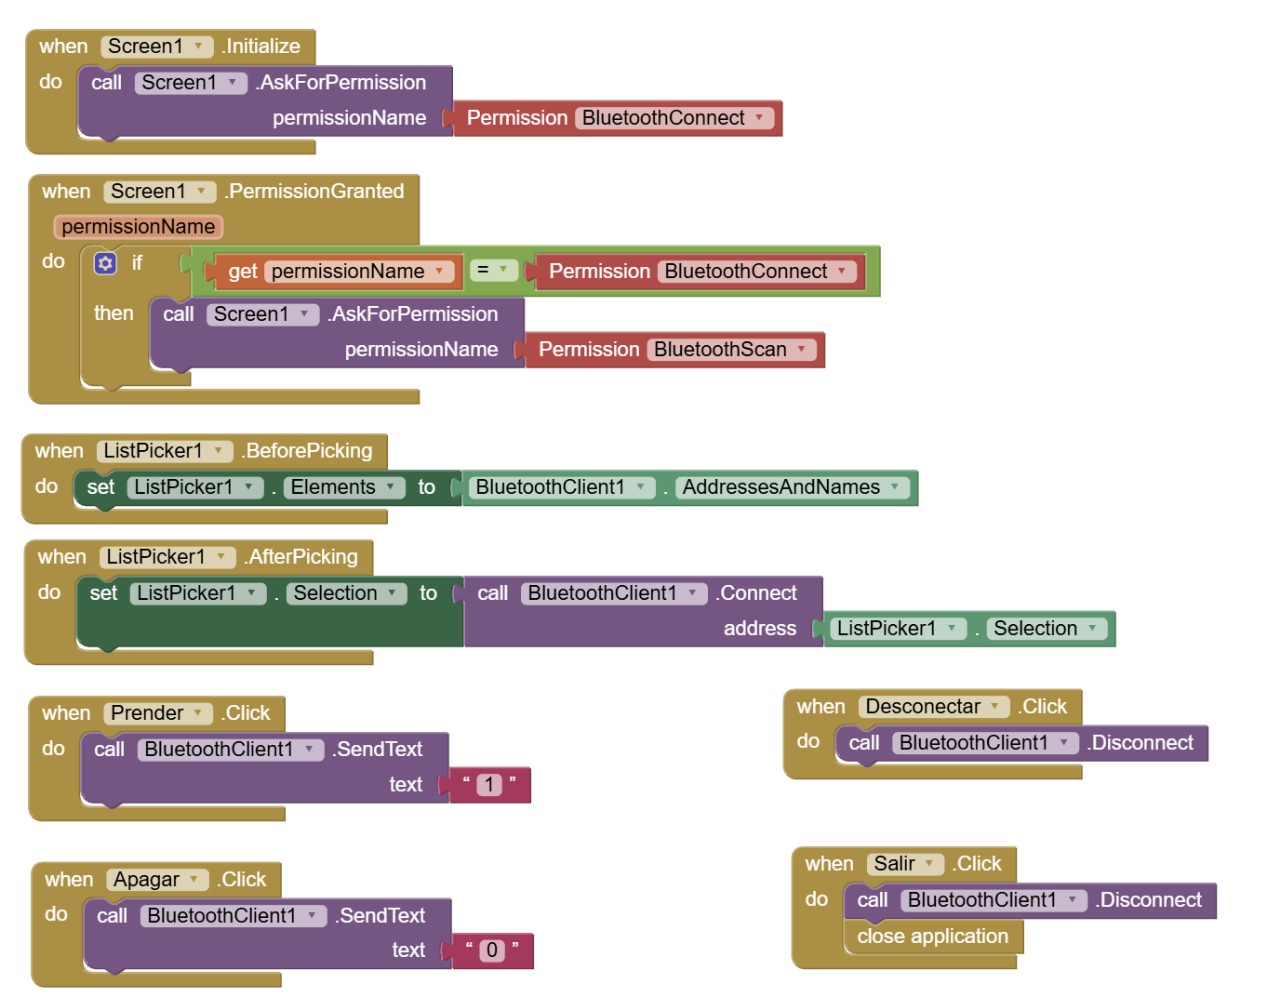 when Screen1 .Initialize
do call Screen1 .AskForPermission
permissionName Permission BluetoothConnect
when Screen1 .PermissionGranted
permissionName
do if get permissionName = Permission BluetoothConnect
then call Screen1 .AskForPermission
permissionName Permission BluetoothScan
when ListPicker1 .BeforePicking
do set ListPicker1 . Elements to BluetoothClient1 . AddressesAndNames
when ListPicker1 .AfterPicking
do set ListPicker1 . Selection to call BluetoothClient1 .Connect
address ListPicker1 . Selection
when Prender .Click
do call BluetoothClient1 .SendText
text “ 1 ”
when Desconectar .Click
do call BluetoothClient1 .Disconnect
when Apagar .Click
do call BluetoothClient1 .SendText
text “ 0 ”
when Salir .Click
do call BluetoothClient1 .Disconnect
close application